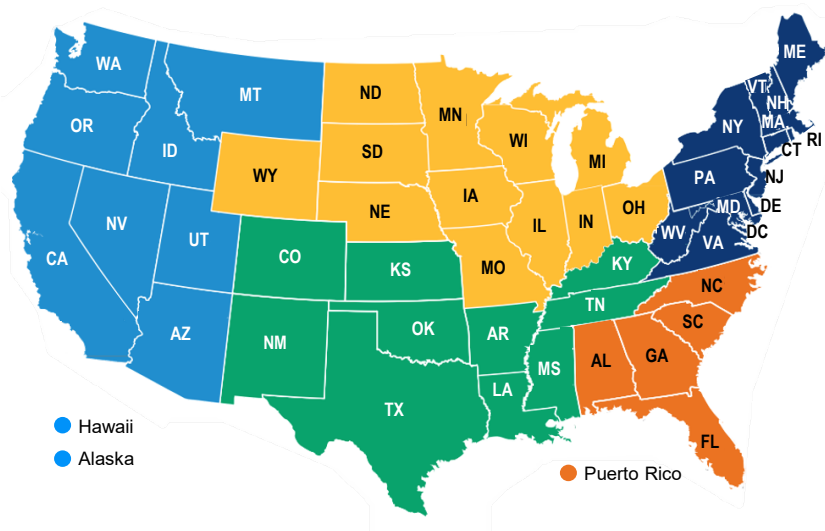 WA
MT
ND
MN
ME
VT
NH
OR
ID
WY
SD
WI
MI
NY
MA
CT
RI
NV
UT
NE
IA
IL
IN
OH
PA
NJ
CA
CO
KS
MO
KY
WV
MD
DE
VA
DC
AZ
NM
OK
AR
TN
NC
SC
TX
LA
MS
AL
GA
FL
Hawaii
Alaska
Puerto Rico